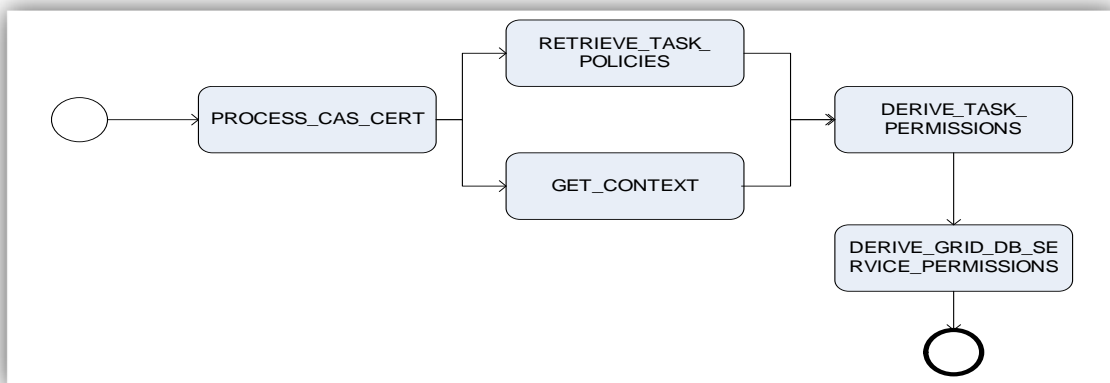 RETRIEVE_TASK_
POLICIES
PROCESS_CAS_CERT
DERIVE_TASK_
PERMISSIONS
GET_CONTEXT
DERIVE_GRID_DB_SE
RVICE_PERMISSIONS